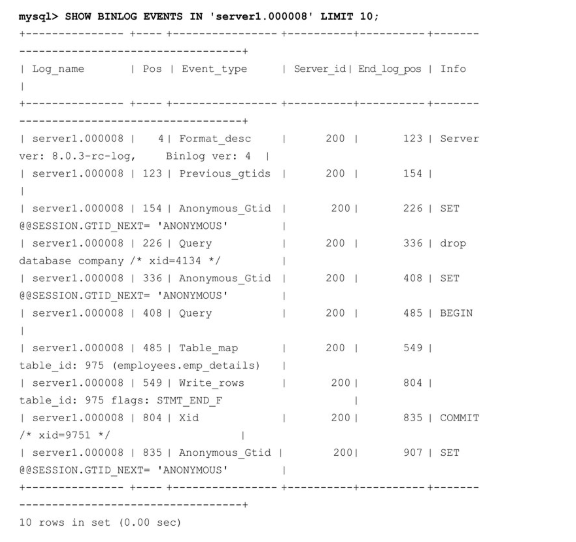 mysql> SHOW BINLOG EVENTS IN 'server1.000008' LIMIT 10;
+--------------- +---- +---------------- +----------+----------+-------
----------------------------------+
| Log_name       | Pos | Event_type     | Server_id| End_log_pos | Info
|
+--------------- +---- +---------------- +----------+----------+-------
----------------------------------+
| server1.000008 |   4| Format_desc     |      200 |       123 | Server
ver: 8.0.3-rc-log,    Binlog ver: 4  |
| server1.000008 | 123 | Previous_gtids  |      200 |       154 |
|
| server1.000008 | 154 | Anonymous_Gtid  |       200|       226 | SET
@@SESSION.GTID_NEXT= 'ANONYMOUS'        |
| server1.000008 | 226 | Query           |      200 |       336 | drop
database company /* xid=4134 */         |
| server1.000008 | 336 | Anonymous_Gtid  |      200 |       408 | SET
@@SESSION.GTID_NEXT= 'ANONYMOUS'        |
| server1.000008 | 408 | Query           |      200 |       485 | BEGIN
|
| server1.000008 | 485 | Table_map       |      200 |       549 |
table_id: 975 (employees.emp_details)   |
| server1.000008 | 549 | Write_rows      |       200|       804 |
table_id: 975 flags: STMT_END_F                    |
| server1.000008 | 804 | Xid             |       200|       835 | COMMIT
/* xid=9751 */                    |
| server1.000008 | 835 | Anonymous_Gtid |       200|       907 | SET
@@SESSION.GTID_NEXT= 'ANONYMOUS'        |
+--------------- +---- +---------------- +----------+----------+-------
----------------------------------+
10 rows in set (0.00 sec)